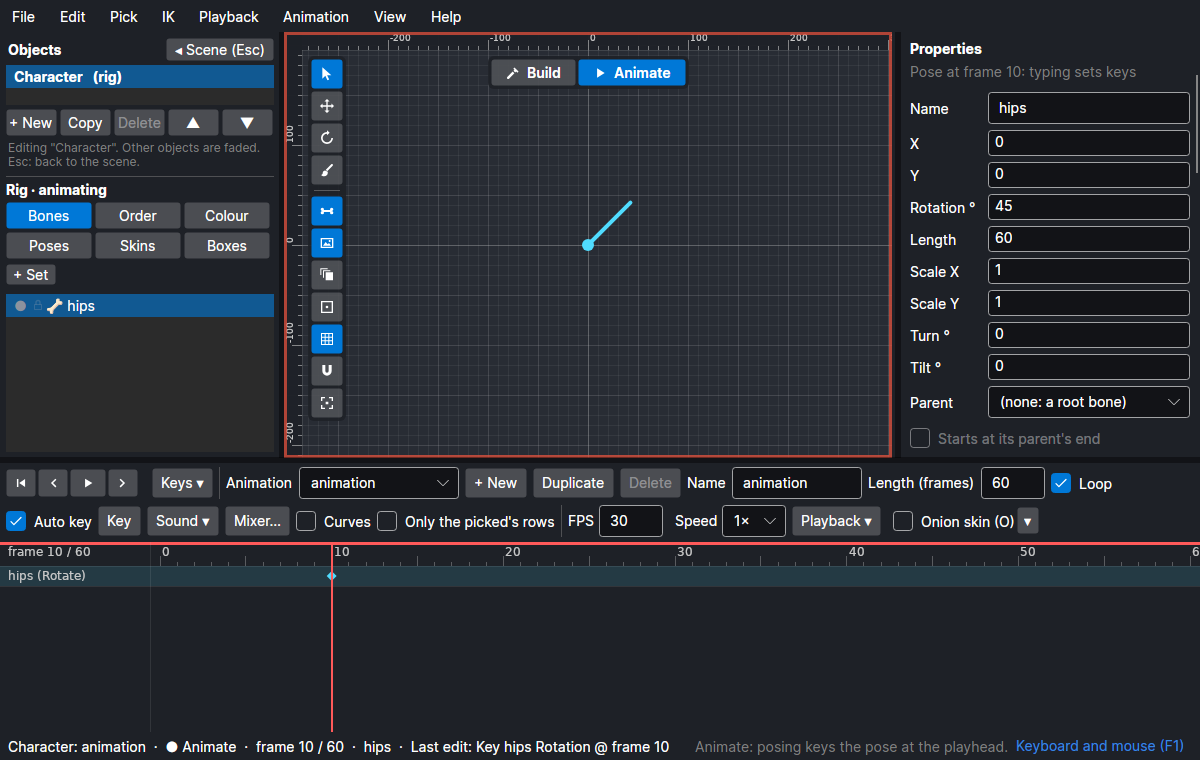 File Edit Pick IK Playback Animation View Help
Objects
◂ Scene (Esc)
Character (rig)
+ New Copy Delete ▲ ▼
Editing "Character". Other objects are faded.
Esc: back to the scene.
Rig · animating
Bones Order Colour
Poses Skins Boxes
+ Set
hips
-200 -100 0 100 200
100
0
-100
-200
Build Animate
Properties
Pose at frame 10: typing sets keys
Name hips
X 0
Y 0
Rotation ° 45
Length 60
Scale X 1
Scale Y 1
Turn ° 0
Tilt ° 0
Parent (none: a root bone)
Starts at its parent's end
Keys ▾ Animation animation + New Duplicate Delete Name animation Length (frames) 60 Loop
Auto key Key Sound ▾ Mixer... Curves Only the picked's rows FPS 30 Speed 1× Playback ▾ Onion skin (O) ▾
frame 10 / 60 0 10 20 30 40 50 6
hips (Rotate)
Character: animation · ● Animate · frame 10 / 60 · hips · Last edit: Key hips Rotation @ frame 10 Animate: posing keys the pose at the playhead. Keyboard and mouse (F1)